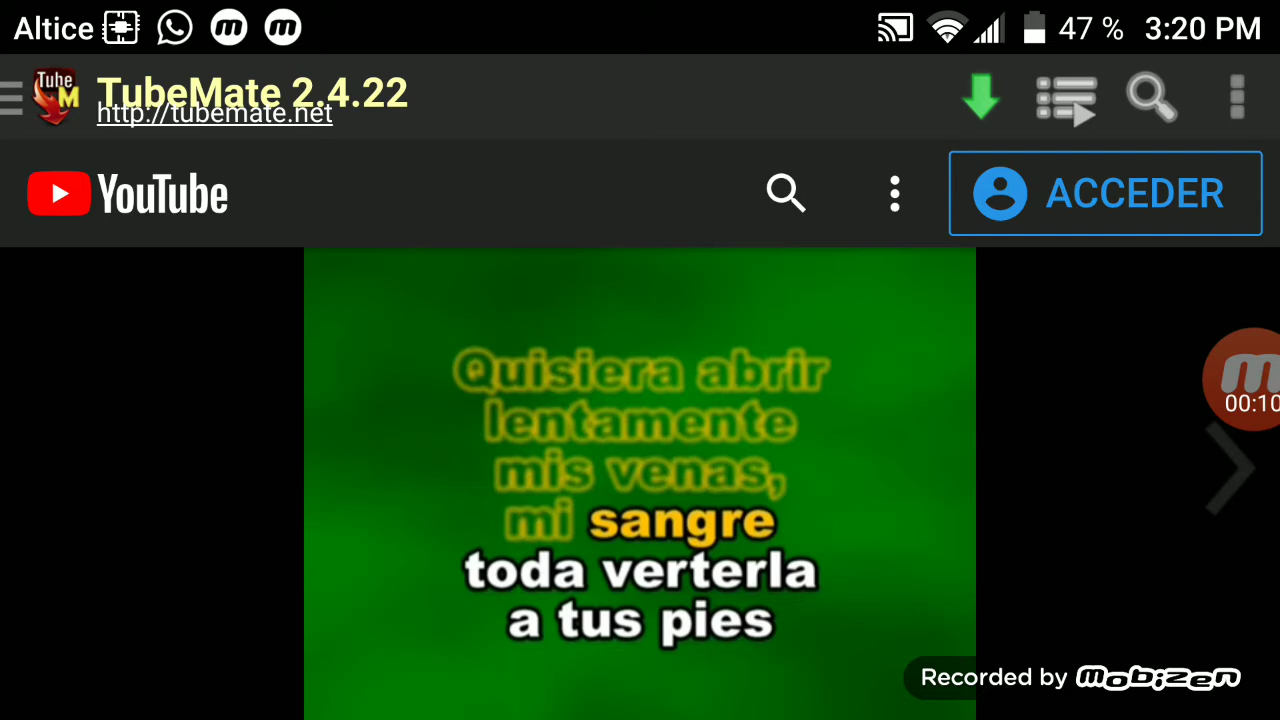 Altice 47 % 3:20 PM
Tube M TubeMate 2.4.22
http://tubemate.net
YouTube ACCEDER
Quisiera abrir
lentamente
mis venas,
mi sangre
toda verterla
a tus pies
00:10
Recorded by mobizen